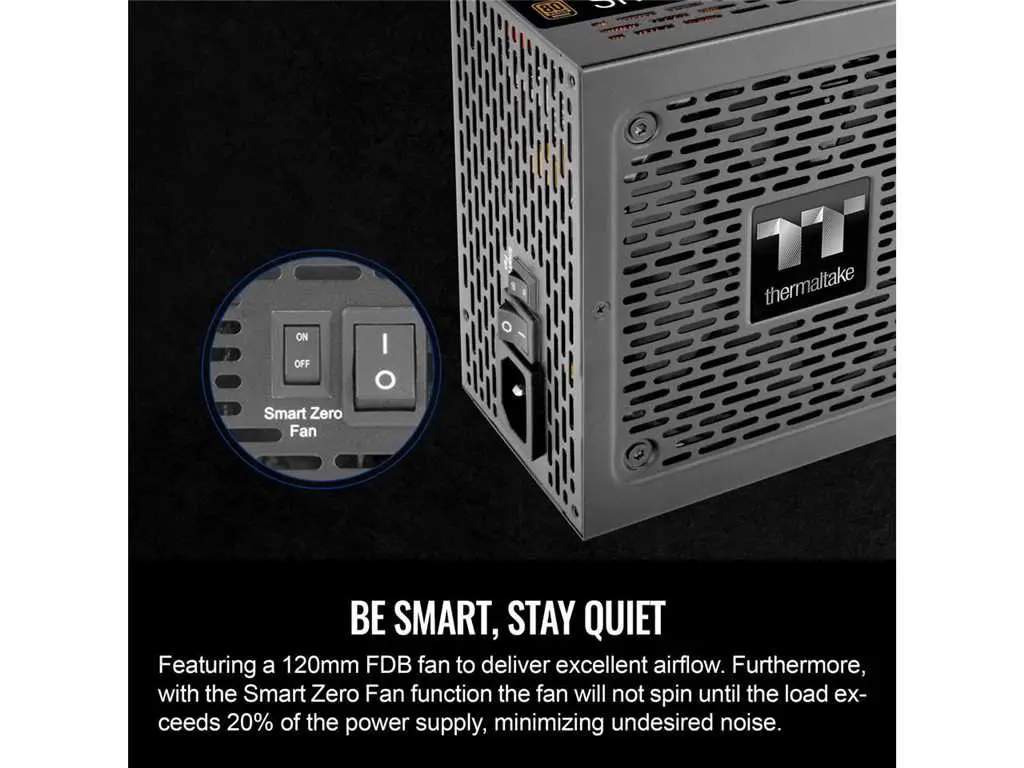 80
ON
OFF
Smart Zero
Fan
thermaltake
BE SMART, STAY QUIET
Featuring a 120mm FDB fan to deliver excellent airflow. Furthermore,
with the Smart Zero Fan function the fan will not spin until the load ex-
ceeds 20% of the power supply, minimizing undesired noise.